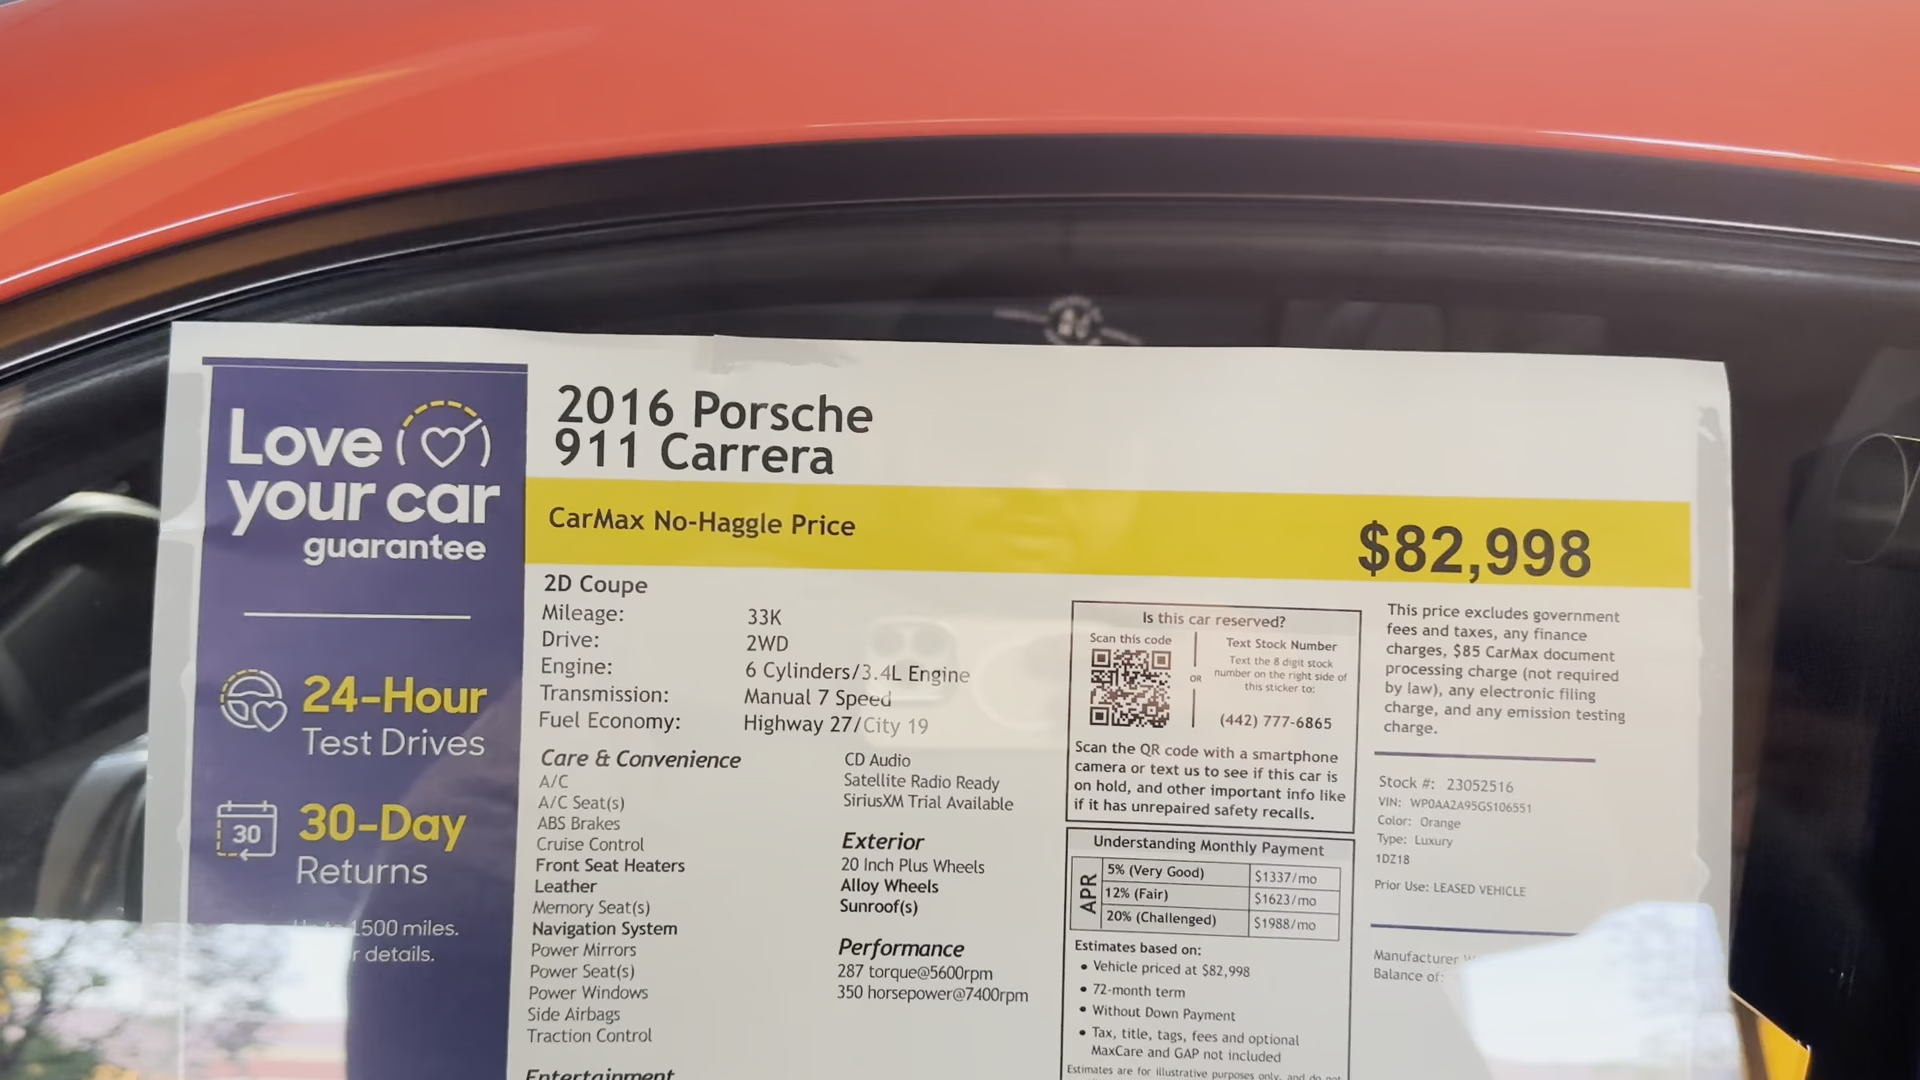 Love
your car
guarantee
24-Hour
Test Drives
30
30-Day
Returns
1500 miles.
details.
2016 Porsche
911 Carrera
CarMax No-Haggle Price
$82,998
2D Coupe
Mileage: 33K
Drive: 2WD
Engine: 6 Cylinders/3.4L Engine
Transmission: Manual 7 Speed
Fuel Economy: Highway 27/City 19
Care & Convenience
A/C
A/C Seat(s)
ABS Brakes
Cruise Control
Front Seat Heaters
Leather
Memory Seat(s)
Navigation System
Power Mirrors
Power Seat(s)
Power Windows
Side Airbags
Traction Control
Entertainment
CD Audio
Satellite Radio Ready
SiriusXM Trial Available
Exterior
20 Inch Plus Wheels
Alloy Wheels
Sunroof(s)
Performance
287 torque@5600rpm
350 horsepower@7400rpm
Is this car reserved?
Scan this code
OR
Text Stock Number
Text the 8 digit stock
number on the right side of
this sticker to:
(442) 777-6865
Scan the QR code with a smartphone
camera or text us to see if this car is
on hold, and other important info like
if it has unrepaired safety recalls.
Understanding Monthly Payment
APR
5% (Very Good) $1337/mo
12% (Fair) $1623/mo
20% (Challenged) $1988/mo
Estimates based on:
• Vehicle priced at $82,998
• 72-month term
• Without Down Payment
• Tax, title, tags, fees and optional
MaxCare and GAP not included
Estimates are for illustrative purposes only, and do not
This price excludes government
fees and taxes, any finance
charges, $85 CarMax document
processing charge (not required
by law), any electronic filing
charge, and any emission testing
charge.
Stock #: 23052516
VIN: WP0AA2A95GS106551
Color: Orange
Type: Luxury
1DZ18
Prior Use: LEASED VEHICLE
Manufacturer
Balance of: